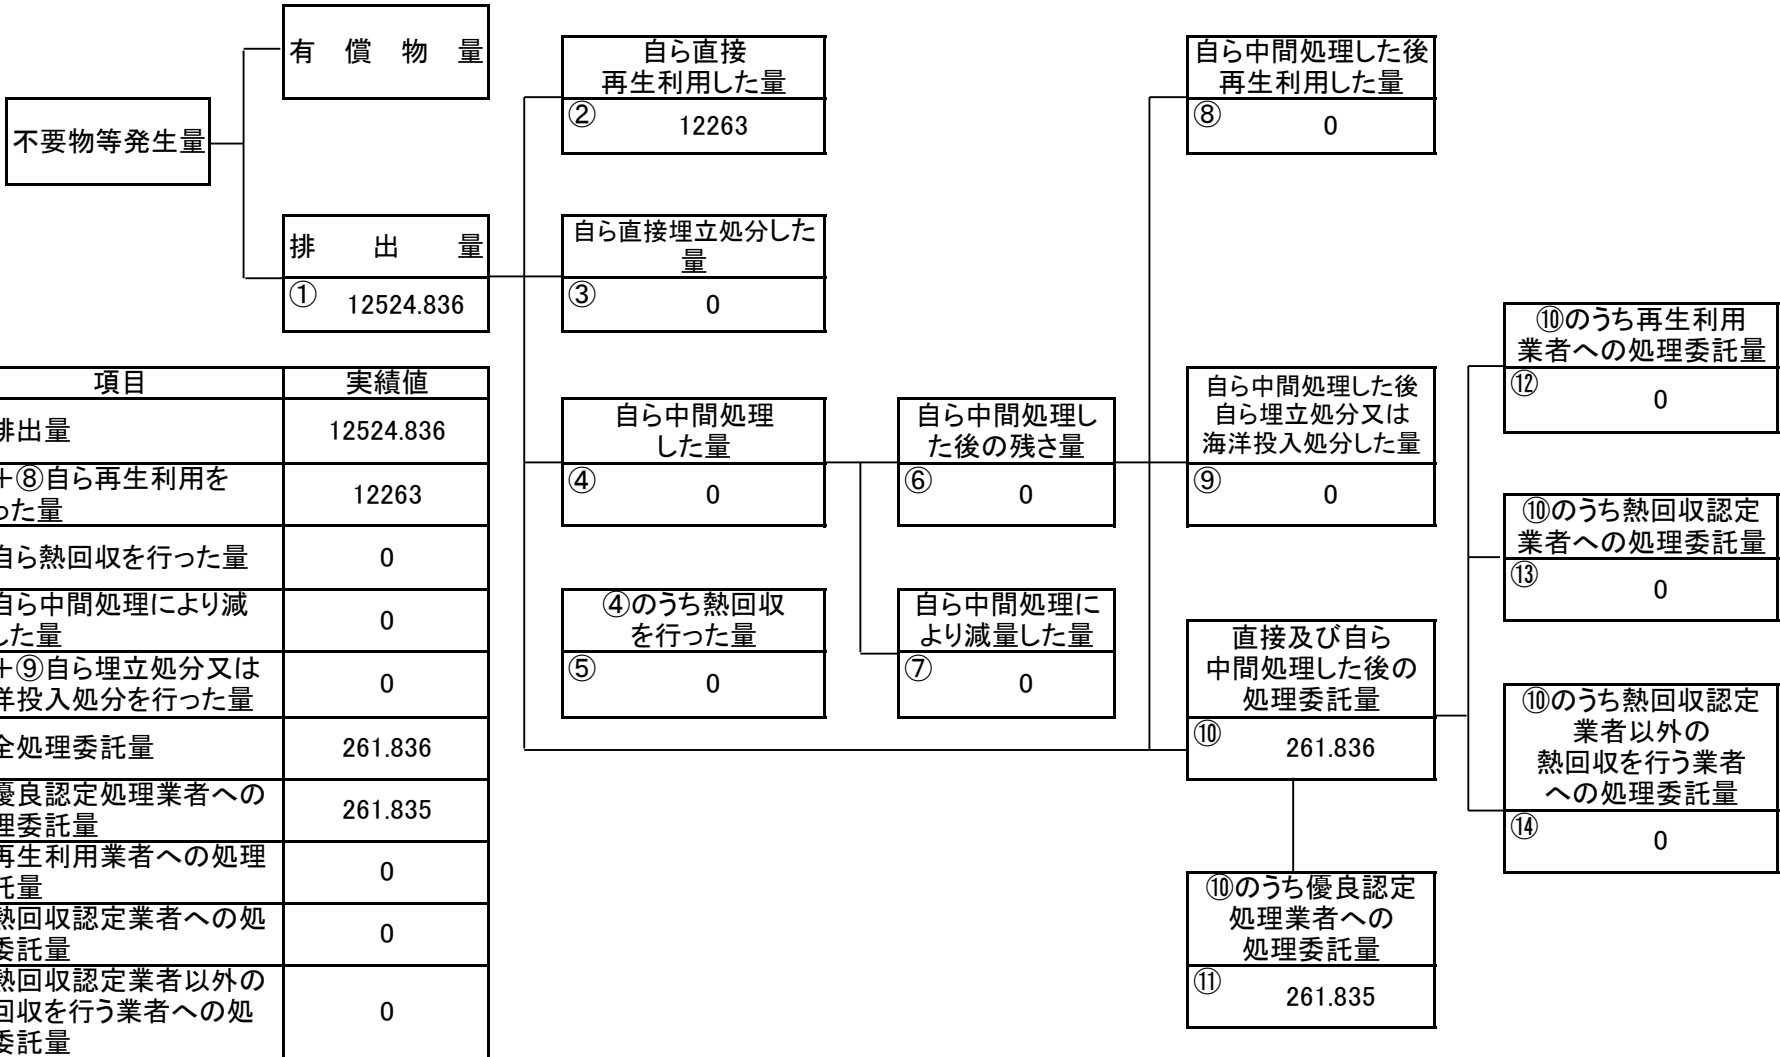 不要物等発生量
有償物量
排出量
① 12524.836
自ら直接
再生利用した量
② 12263
自ら直接埋立処分した
量
③ 0
自ら中間処理
した量
④ 0
④のうち熱回収
を行った量
⑤ 0
自ら中間処理し
た後の残さ量
⑥ 0
自ら中間処理に
より減量した量
⑦ 0
自ら中間処理した後
再生利用した量
⑧ 0
自ら中間処理した後
自ら埋立処分又は
海洋投入処分した量
⑨ 0
直接及び自ら
中間処理した後の
処理委託量
⑩ 261.836
⑩のうち優良認定
処理業者への
処理委託量
⑪ 261.835
⑩のうち再生利用
業者への処理委託量
⑫ 0
⑩のうち熱回収認定
業者への処理委託量
⑬ 0
⑩のうち熱回収認定
業者以外の
熱回収を行う業者
への処理委託量
⑭ 0
項目 実績値
排出量 12524.836
+⑧自ら再生利用を
った量 12263
自ら熱回収を行った量 0
自ら中間処理により減
した量 0
+⑨自ら埋立処分又は
洋投入処分を行った量 0
全処理委託量 261.836
優良認定処理業者への
理委託量 261.835
再生利用業者への処理
託量 0
熱回収認定業者への処
委託量 0
熱回収認定業者以外の
回収を行う業者への処
委託量 0